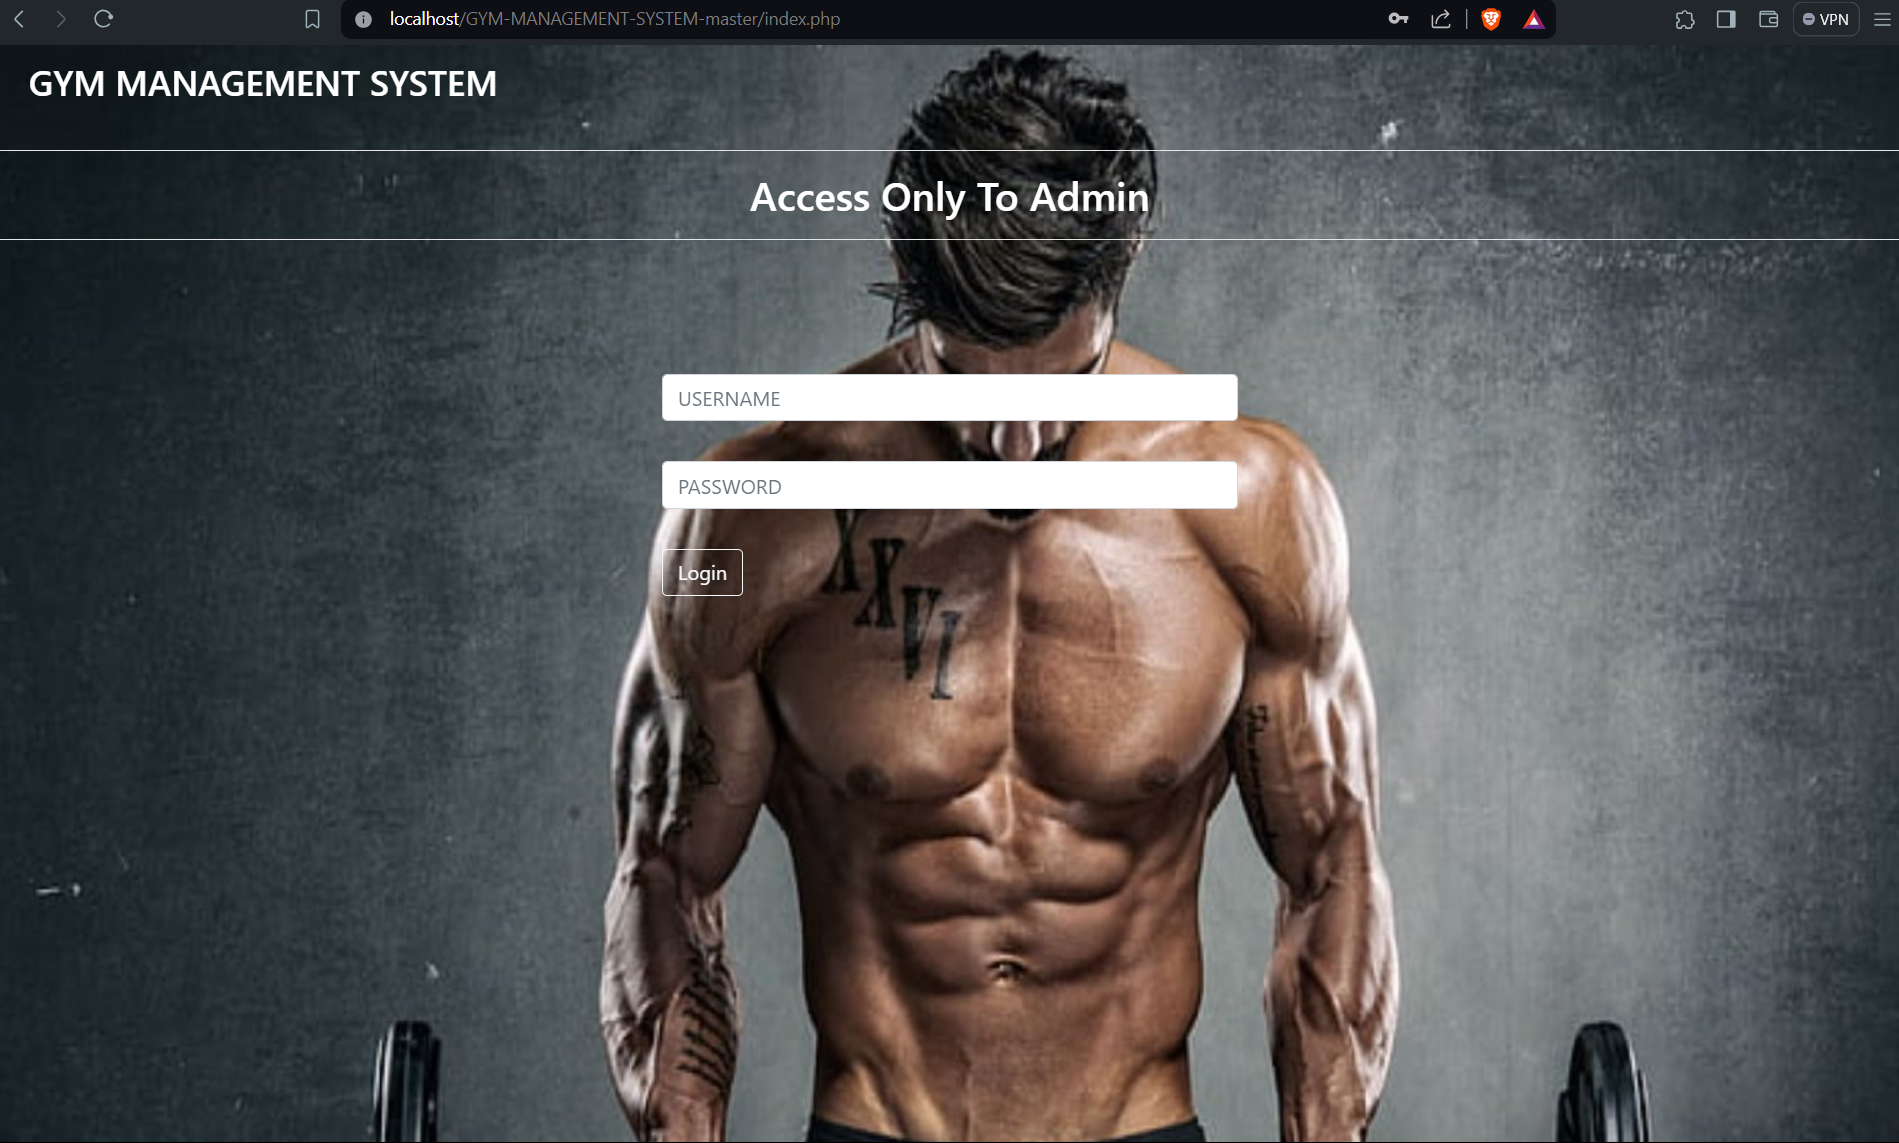 localhost/GYM-MANAGEMENT-SYSTEM-master/index.php
VPN
GYM MANAGEMENT SYSTEM
Access Only To Admin
USERNAME
PASSWORD
Login
XXVI